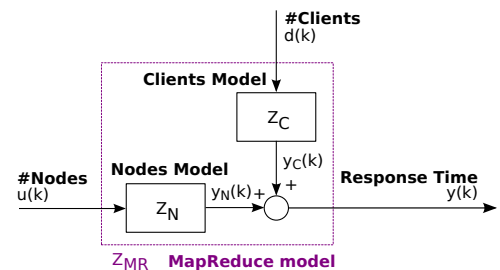 #Clients
d(k)
Clients Model
Z_C
y_C(k)
#Nodes
u(k)
Nodes Model
Z_N
y_N(k)
+
+
Response Time
y(k)
Z_MR MapReduce model